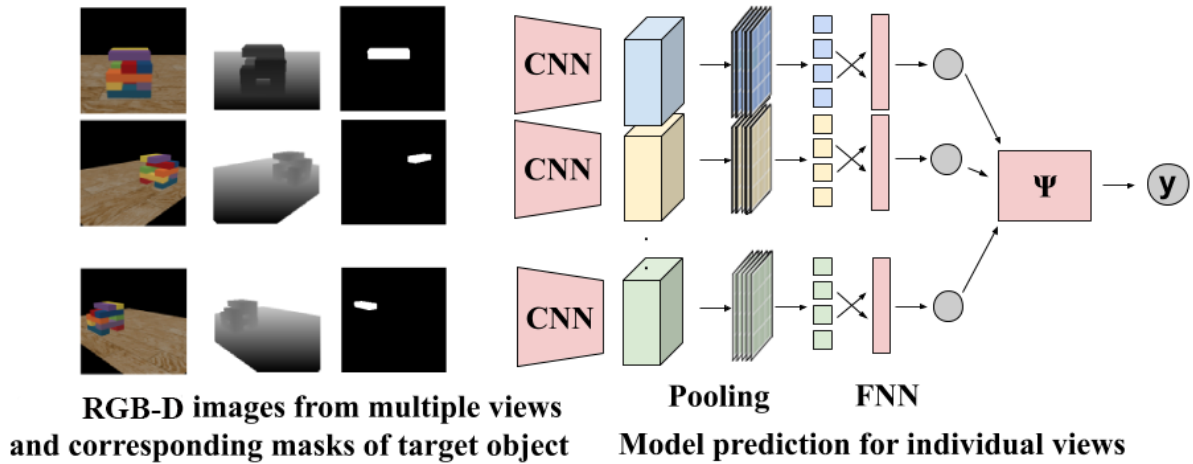 CNN
CNN
Ψ
y
CNN
Pooling
FNN
RGB-D images from multiple views
and corresponding masks of target object
Model prediction for individual views